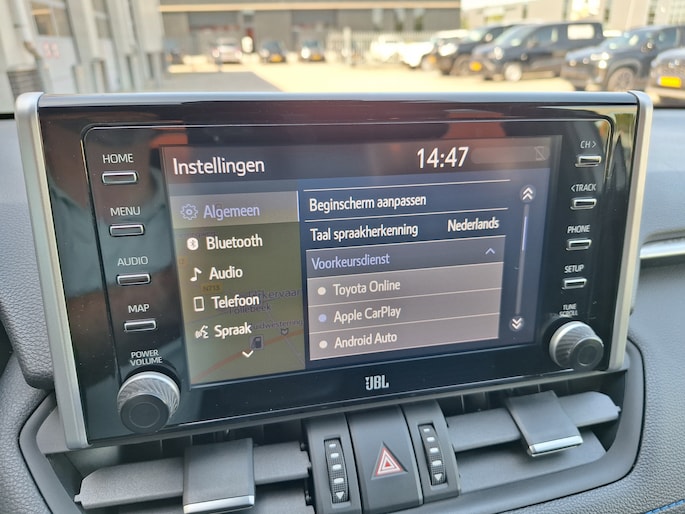 HOME
MENU
AUDIO
MAP
POWER
VOLUME
Instellingen
14:47
Algemeen
Bluetooth
Audio
Telefoon
Spraak
Beginscherm aanpassen
Taal spraakherkenning Nederlands
Voorkeursdienst
Toyota Online
Apple CarPlay
Android Auto
CH >
< TRACK
PHONE
SETUP
TUNE
SCROLL
JBL